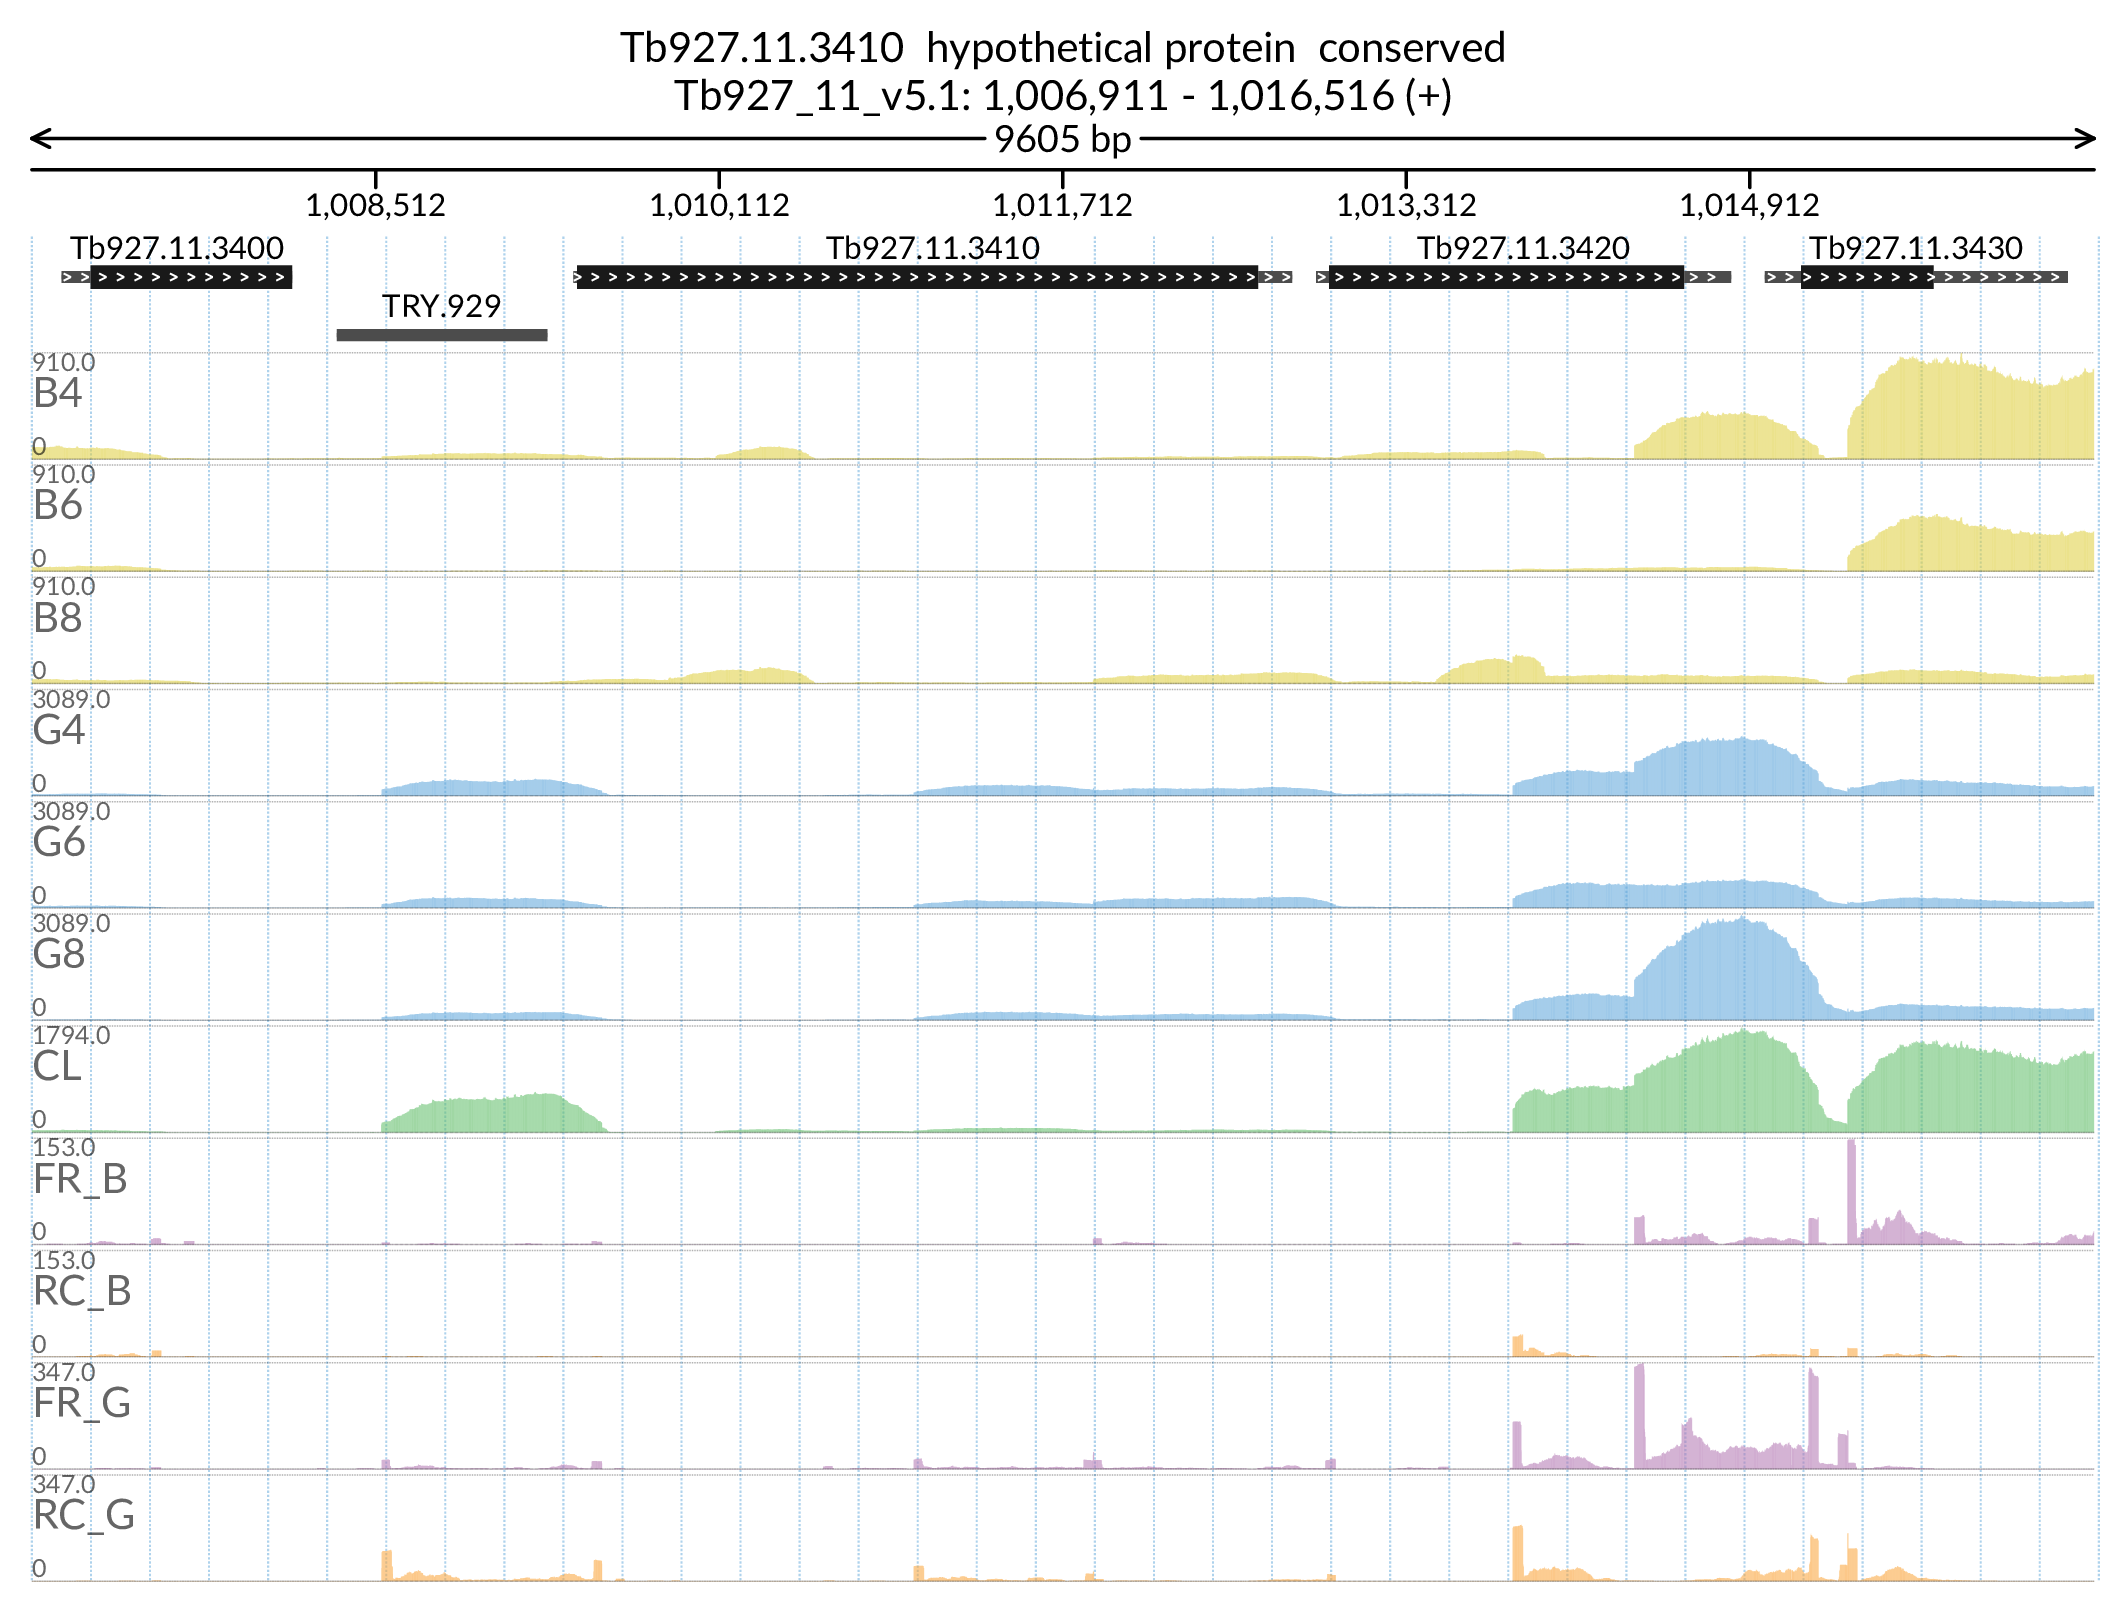 Tb927.11.3410  hypothetical protein  conserved
Tb927_11_v5.1: 1,006,911 - 1,016,516 (+)
9605 bp
1,008,512 1,010,112 1,011,712 1,013,312 1,014,912
Tb927.11.3400 Tb927.11.3410 Tb927.11.3420 Tb927.11.3430
TRY.929
910.0
B4
0
910.0
B6
0
910.0
B8
0
3089.0
G4
0
3089.0
G6
0
3089.0
G8
0
1794.0
CL
0
153.0
FR_B
0
153.0
RC_B
0
347.0
FR_G
0
347.0
RC_G
0